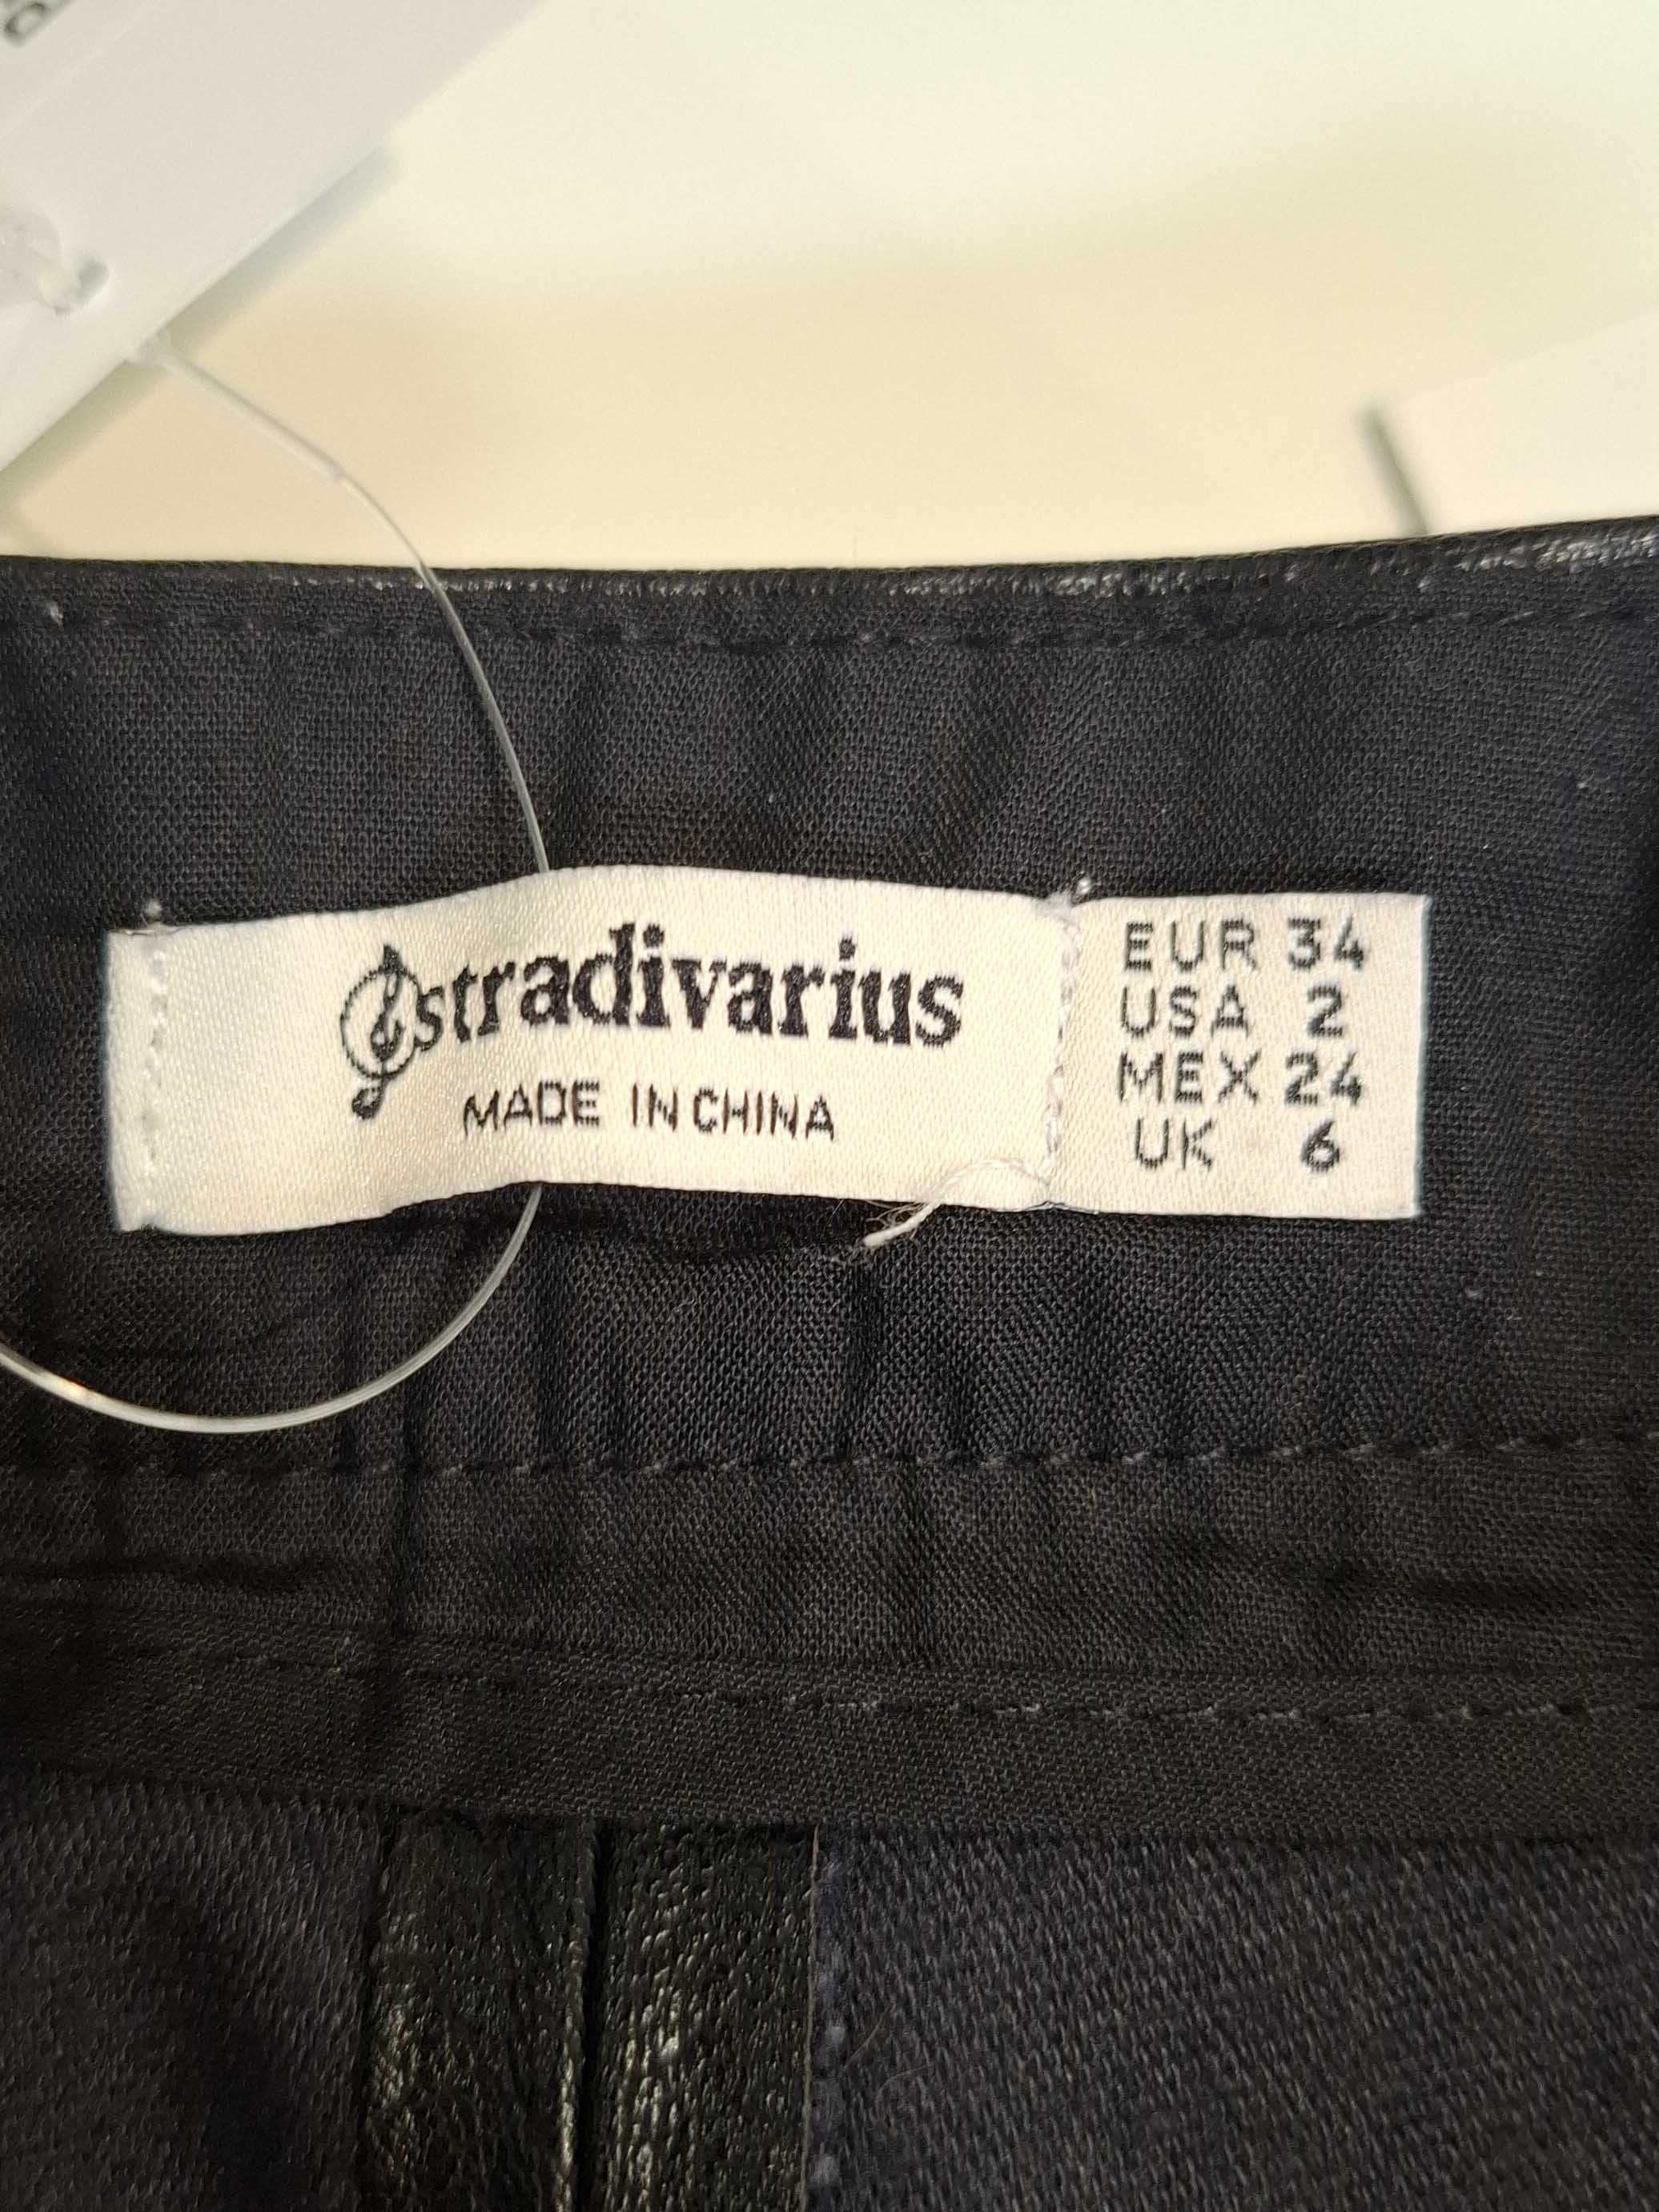 stradivarius
MADE IN CHINA
EUR 34
USA 2
MEX 24
UK 6